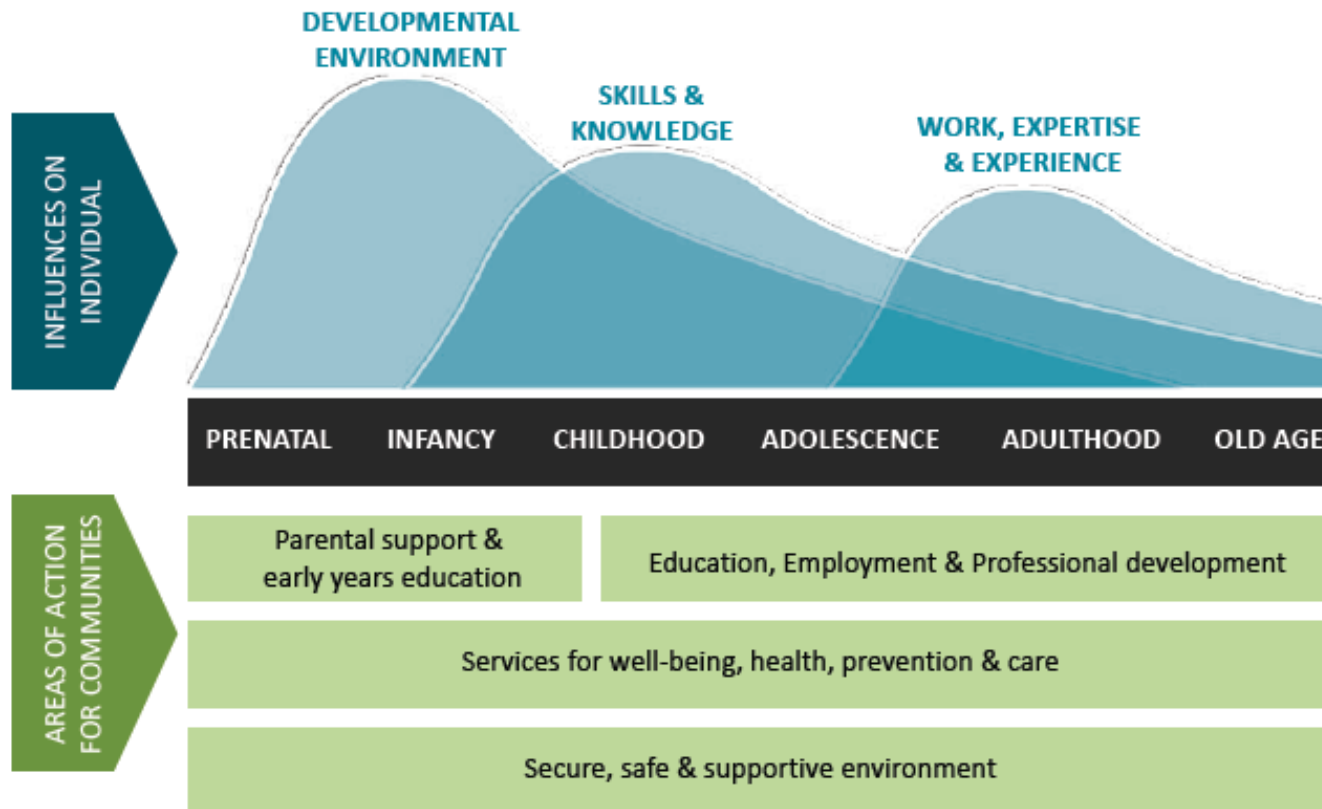 DEVELOPMENTAL
ENVIRONMENT
SKILLS &
KNOWLEDGE
WORK, EXPERTISE
& EXPERIENCE
INFLUENCES ON
INDIVIDUAL
PRENATAL INFANCY CHILDHOOD ADOLESCENCE ADULTHOOD OLD AGE
AREAS OF ACTION
FOR COMMUNITIES
Parental support &
early years education
Education, Employment & Professional development
Services for well-being, health, prevention & care
Secure, safe & supportive environment